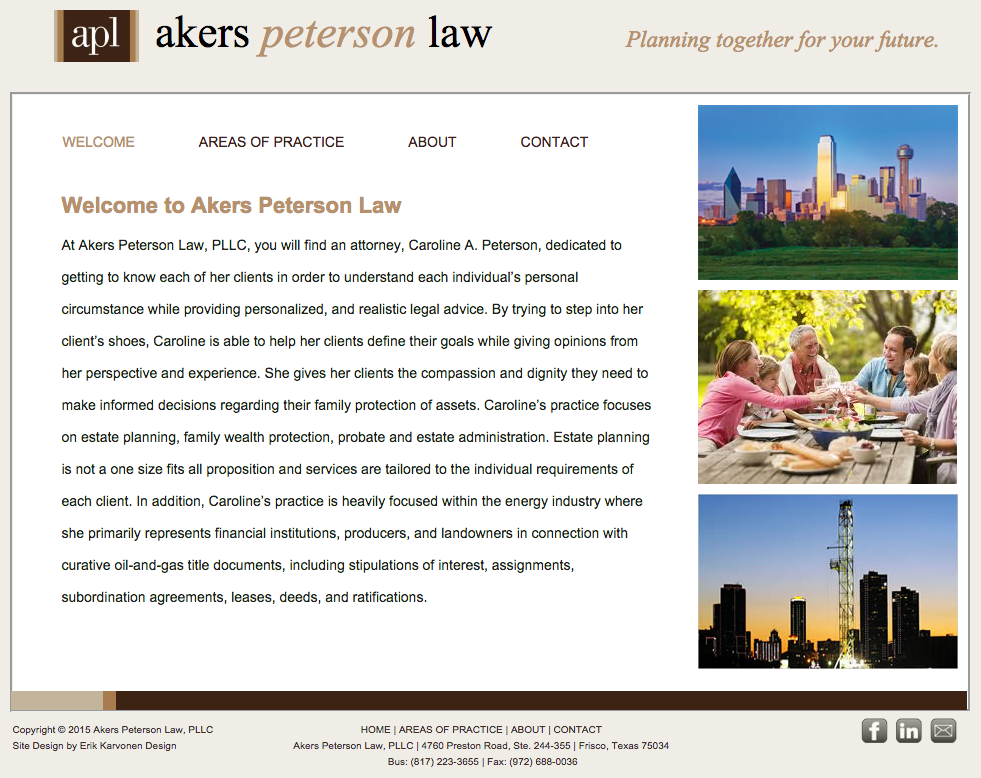 apl akers peterson law
Planning together for your future.
WELCOME AREAS OF PRACTICE ABOUT CONTACT
Welcome to Akers Peterson Law
At Akers Peterson Law, PLLC, you will find an attorney, Caroline A. Peterson, dedicated to
getting to know each of her clients in order to understand each individual’s personal
circumstance while providing personalized, and realistic legal advice. By trying to step into her
client’s shoes, Caroline is able to help her clients define their goals while giving opinions from
her perspective and experience. She gives her clients the compassion and dignity they need to
make informed decisions regarding their family protection of assets. Caroline’s practice focuses
on estate planning, family wealth protection, probate and estate administration. Estate planning
is not a one size fits all proposition and services are tailored to the individual requirements of
each client. In addition, Caroline’s practice is heavily focused within the energy industry where
she primarily represents financial institutions, producers, and landowners in connection with
curative oil-and-gas title documents, including stipulations of interest, assignments,
subordination agreements, leases, deeds, and ratifications.
Copyright © 2015 Akers Peterson Law, PLLC
Site Design by Erik Karvonen Design
HOME | AREAS OF PRACTICE | ABOUT | CONTACT
Akers Peterson Law, PLLC | 4760 Preston Road, Ste. 244-355 | Frisco, Texas 75034
Bus: (817) 223-3655 | Fax: (972) 688-0036
f in